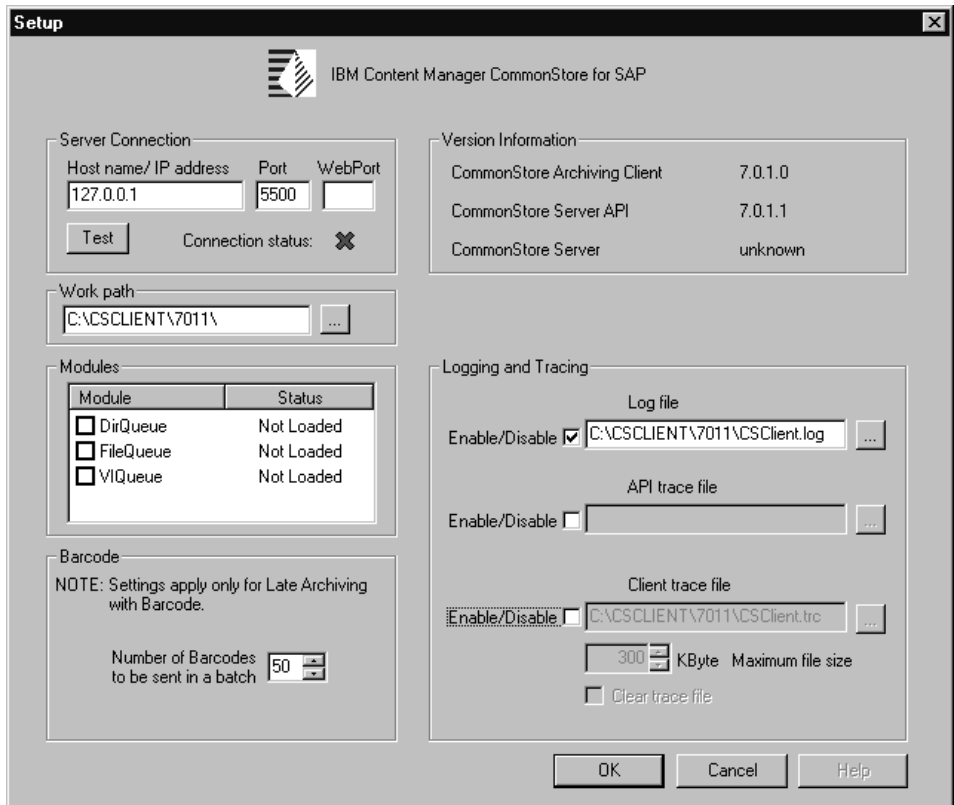 Setup
IBM Content Manager CommonStore for SAP
Server Connection
Host name/ IP address Port WebPort
127.0.0.1 5500
Test Connection status:
Version Information
CommonStore Archiving Client 7.0.1.0
CommonStore Server API 7.0.1.1
CommonStore Server unknown
Work path
C:\CSCLIENT\7011\ ...
Modules
Module Status
DirQueue Not Loaded
FileQueue Not Loaded
VIQueue Not Loaded
Logging and Tracing
Log file
Enable/Disable C:\CSCLIENT\7011\CSClient.log ...
API trace file
Enable/Disable ...
Client trace file
Enable/Disable C:\CSCLIENT\7011\CSClient.trc ...
300 KByte Maximum file size
Clear trace file
Barcode
NOTE: Settings apply only for Late Archiving
with Barcode.
Number of Barcodes
to be sent in a batch 50
OK Cancel Help